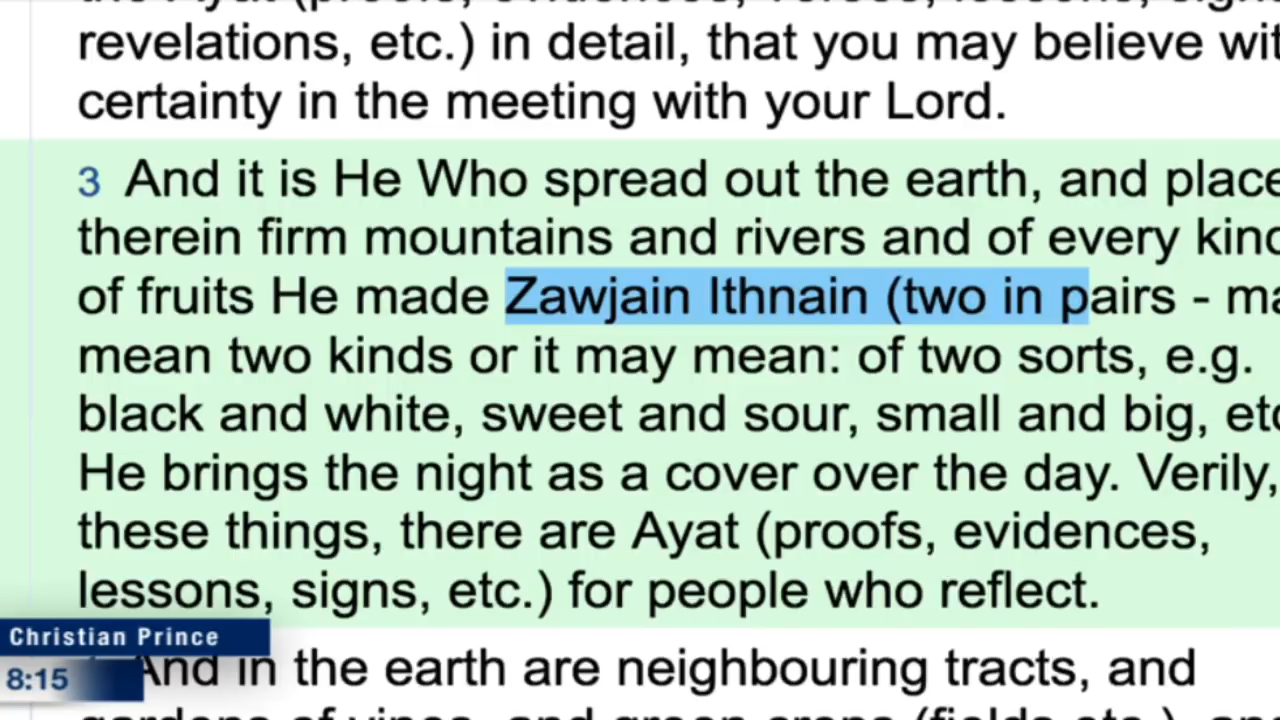 revelations, etc.) in detail, that you may believe
certainty in the meeting with your Lord.
3 And it is He Who spread out the earth, and
therein firm mountains and rivers and of every
of fruits He made Zawjain Ithnain (two in pairs -
mean two kinds or it may mean: of two sorts, e.g.
black and white, sweet and sour, small and big,
He brings the night as a cover over the day. Verily,
these things, there are Ayat (proofs, evidences,
lessons, signs, etc.) for people who reflect.
Christian Prince
And in the earth are neighbouring tracts, and
8:15